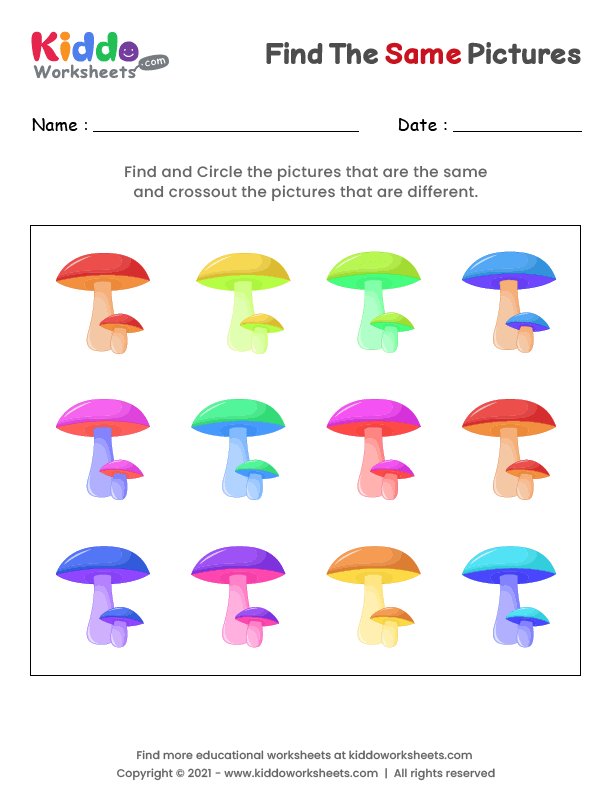 Kiddo
Worksheets
.com
Find The Same Pictures
Name : Date :
Find and Circle the pictures that are the same
and crossout the pictures that are different.
Find more educational worksheets at kiddoworksheets.com
Copyright © 2021 - www.kiddoworksheets.com | All rights reserved